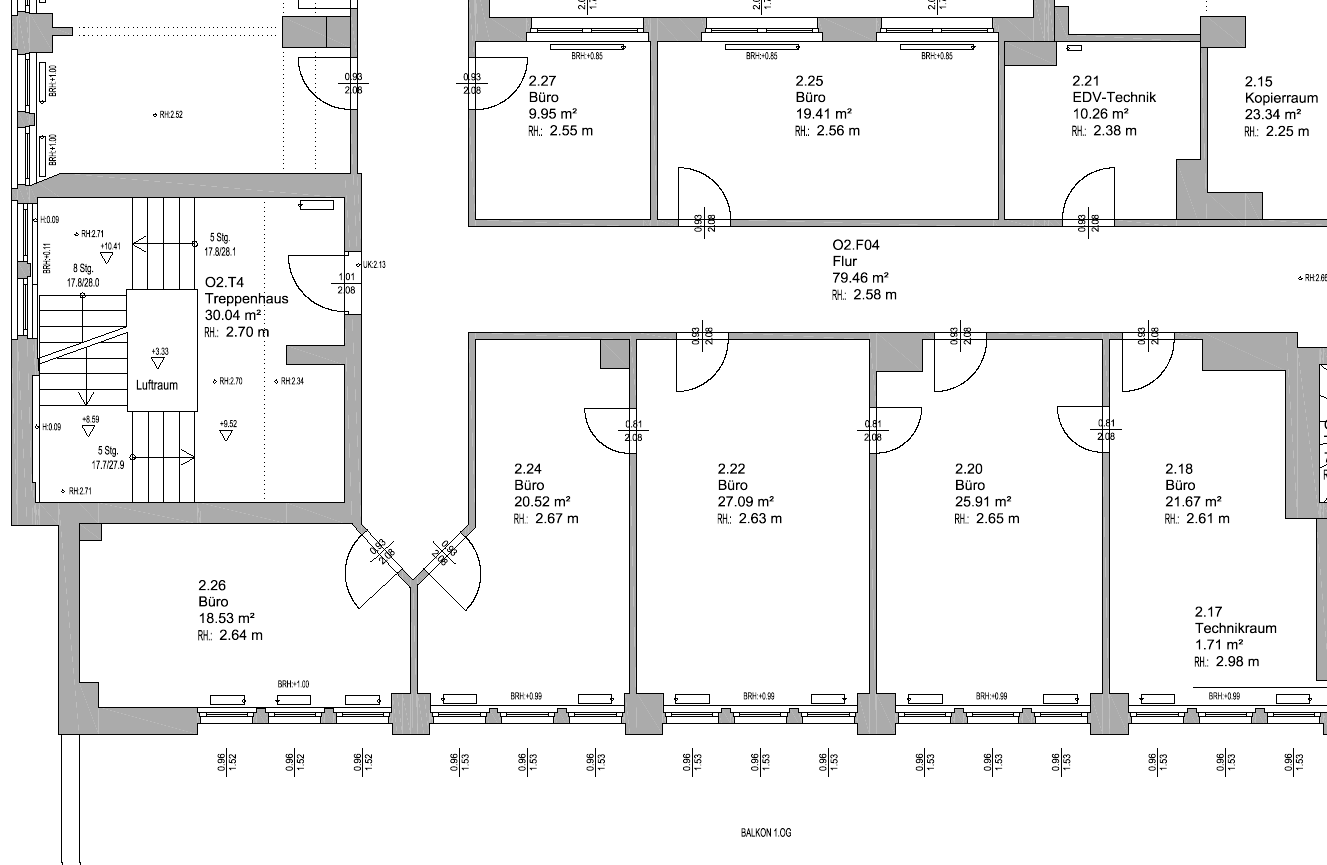 BRH:+0.85
BRH:+0.85
BRH:+0.85
BRH:+1.00
BRH:+1.00
RH:2.52
0.93
2.08
0.93
2.08
2.27
Büro
9.95 m²
RH.: 2.55 m
2.25
Büro
19.41 m²
RH.: 2.56 m
2.21
EDV-Technik
10.26 m²
RH.: 2.38 m
2.15
Kopierraum
23.34 m²
RH.: 2.25 m
0.93
2.08
0.93
2.08
H:0.09
BRH:+0.11
RH:2.71
+10.41
8 Stg.
17.8/28.0
5 Stg.
17.8/28.1
O2.T4
Treppenhaus
30.04 m²
RH.: 2.70 m
UK:2.13
1.01
2.08
O2.F04
Flur
79.46 m²
RH.: 2.58 m
+3.33
Luftraum
RH:2.70
RH:2.34
H:0.09
+8.59
+9.52
5 Stg.
17.7/27.9
RH:2.71
0.93
2.08
0.93
2.08
0.93
2.08
0.81
2.08
0.81
2.08
0.81
2.08
2.24
Büro
20.52 m²
RH.: 2.67 m
2.22
Büro
27.09 m²
RH.: 2.63 m
2.20
Büro
25.91 m²
RH.: 2.65 m
2.18
Büro
21.67 m²
RH.: 2.61 m
0.93
2.08
0.93
2.08
2.26
Büro
18.53 m²
RH.: 2.64 m
2.17
Technikraum
1.71 m²
RH.: 2.98 m
BRH:+1.00
BRH:+0.99
BRH:+0.99
BRH:+0.99
BRH:+0.99
0.96
1.52
0.96
1.52
0.96
1.52
0.96
1.53
0.96
1.53
0.96
1.53
0.96
1.53
0.96
1.53
0.96
1.53
0.96
1.53
0.96
1.53
0.96
1.53
0.96
1.53
0.96
1.53
0.96
1.53
BALKON 1.OG